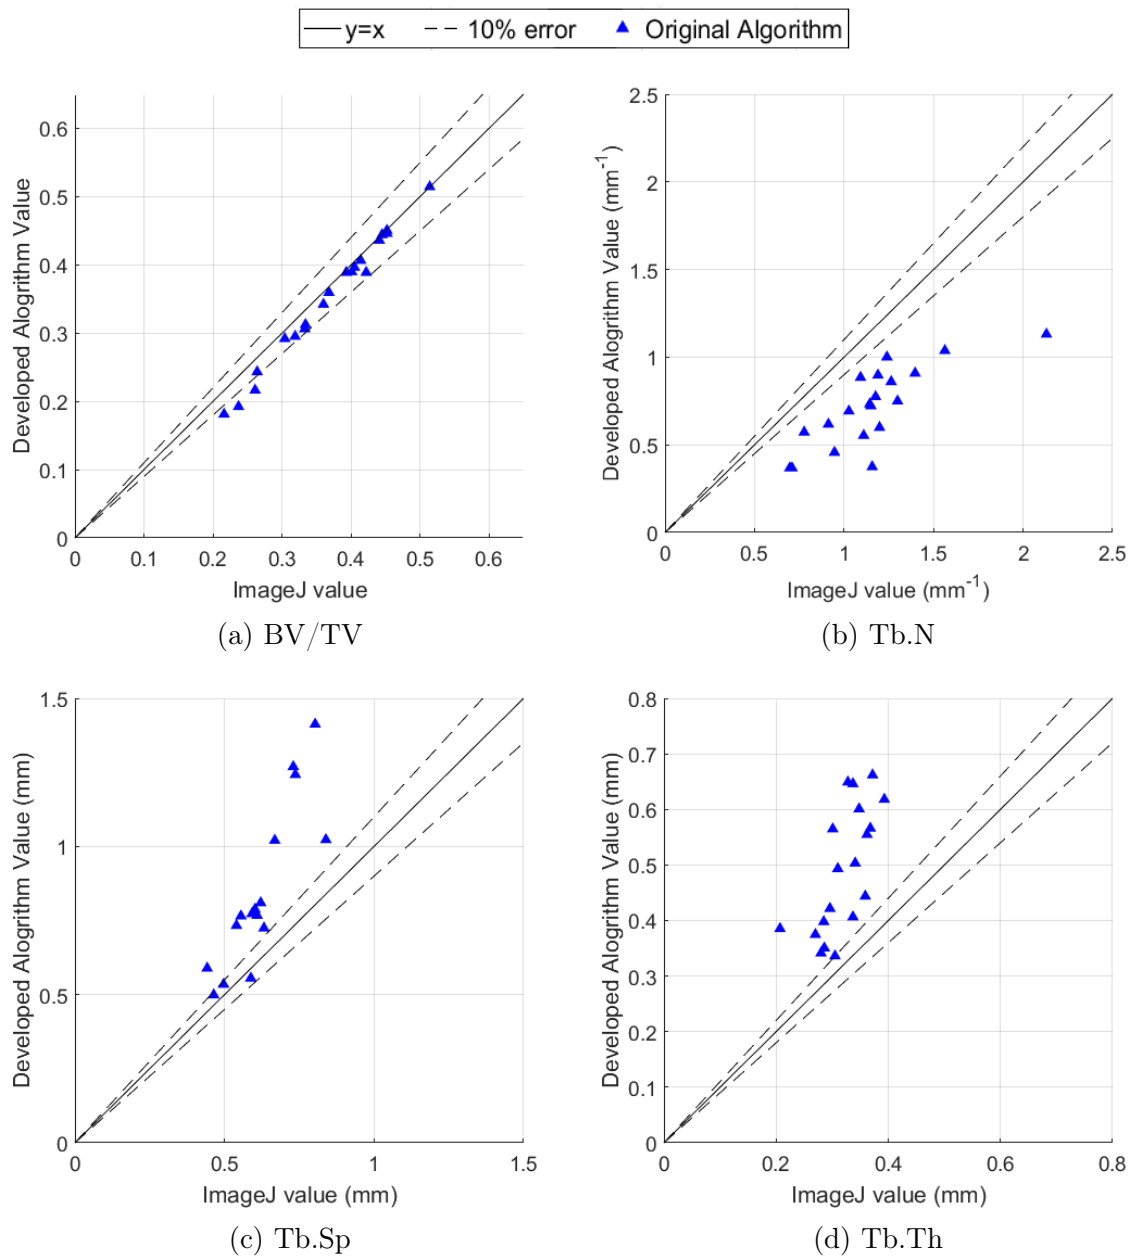 y=x 10% error Original Algorithm
Developed Alogrithm Value
0.6
0.5
0.4
0.3
0.2
0.1
0
0 0.1 0.2 0.3 0.4 0.5 0.6
ImageJ value
(a) BV/TV
Developed Alogrithm Value (mm⁻¹)
2.5
2
1.5
1
0.5
0
0 0.5 1 1.5 2 2.5
ImageJ value (mm⁻¹)
(b) Tb.N
Developed Alogrithm Value (mm)
1.5
1
0.5
0
0 0.5 1 1.5
ImageJ value (mm)
(c) Tb.Sp
Developed Alogrithm Value (mm)
0.8
0.7
0.6
0.5
0.4
0.3
0.2
0.1
0
0 0.2 0.4 0.6 0.8
ImageJ value (mm)
(d) Tb.Th